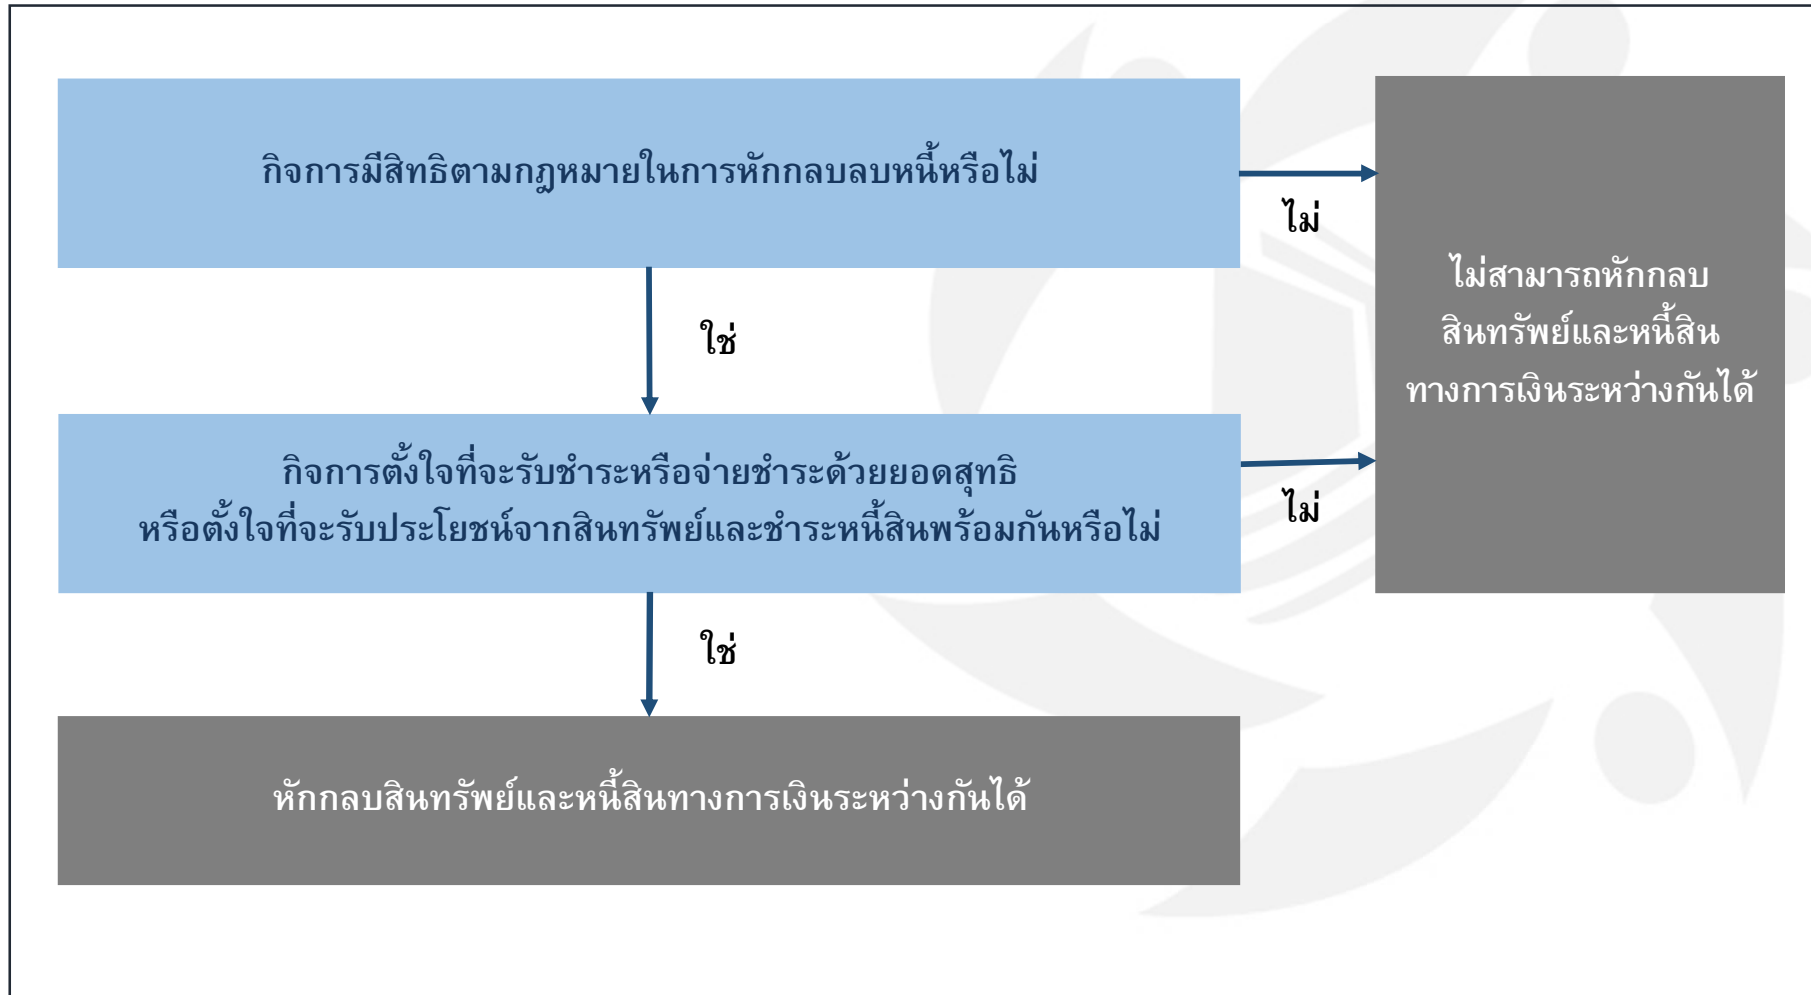 กิจการมีสิทธิตามกฎหมายในการหักกลบลบหนี้หรือไม่
ไม่
ไม่สามารถหักกลบ
สินทรัพย์และหนี้สิน
ทางการเงินระหว่างกันได้
ใช่
กิจการตั้งใจที่จะรับชำระหรือจ่ายชำระด้วยยอดสุทธิ
หรือตั้งใจที่จะรับประโยชน์จากสินทรัพย์และชำระหนี้สินพร้อมกันหรือไม่
ไม่
ใช่
หักกลบสินทรัพย์และหนี้สินทางการเงินระหว่างกันได้